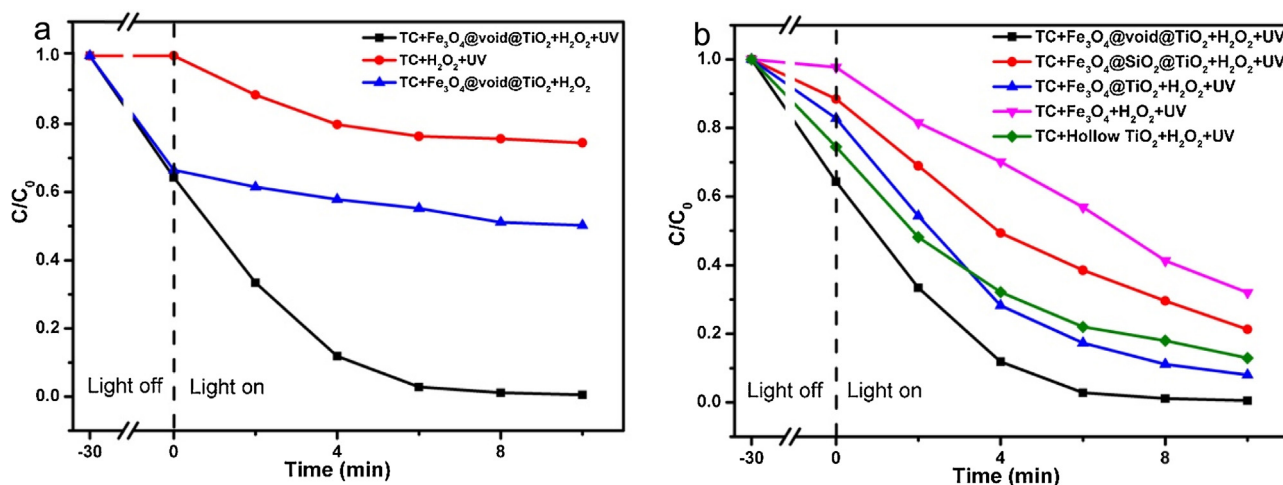 a
TC+Fe₃O₄@void@TiO₂+H₂O₂+UV
TC+H₂O₂+UV
TC+Fe₃O₄@void@TiO₂+H₂O₂
C/C₀
1.0
0.8
0.6
0.4
0.2
0.0
Light off
Light on
-30
0
4
8
Time (min)
b
TC+Fe₃O₄@void@TiO₂+H₂O₂+UV
TC+Fe₃O₄@SiO₂@TiO₂+H₂O₂+UV
TC+Fe₃O₄@TiO₂+H₂O₂+UV
TC+Fe₃O₄+H₂O₂+UV
TC+Hollow TiO₂+H₂O₂+UV
C/C₀
1.0
0.8
0.6
0.4
0.2
0.0
Light off
Light on
-30
0
4
8
Time (min)